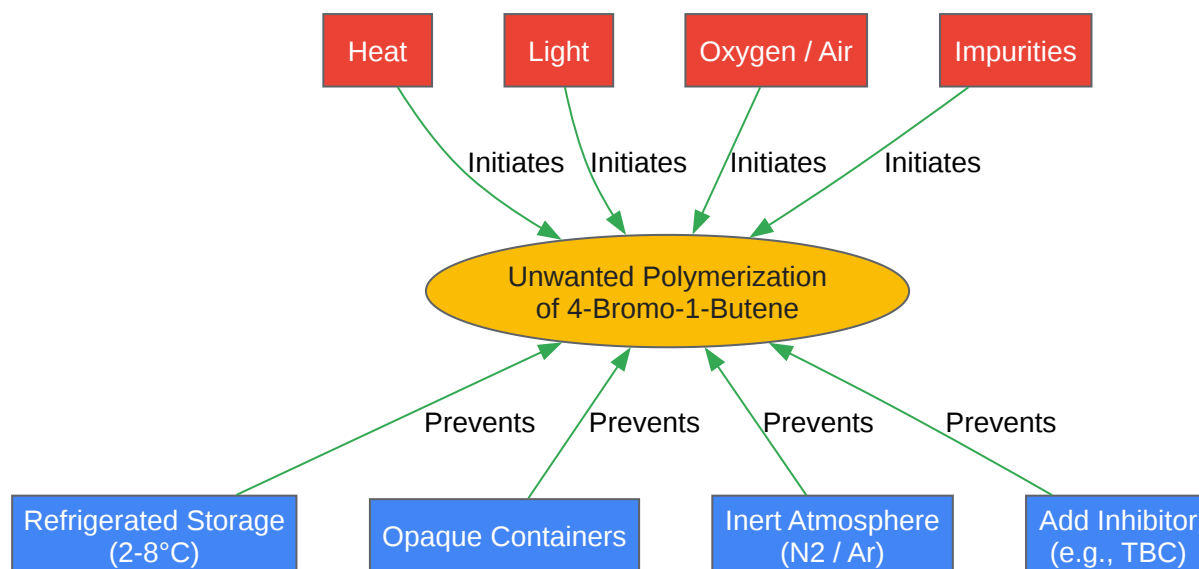 Heat
Light
Oxygen / Air
Impurities
Initiates
Initiates
Initiates
Initiates
Unwanted Polymerization
of 4-Bromo-1-Butene
Prevents
Prevents
Prevents
Prevents
Refrigerated Storage
(2-8°C)
Opaque Containers
Inert Atmosphere
(N2 / Ar)
Add Inhibitor
(e.g., TBC)